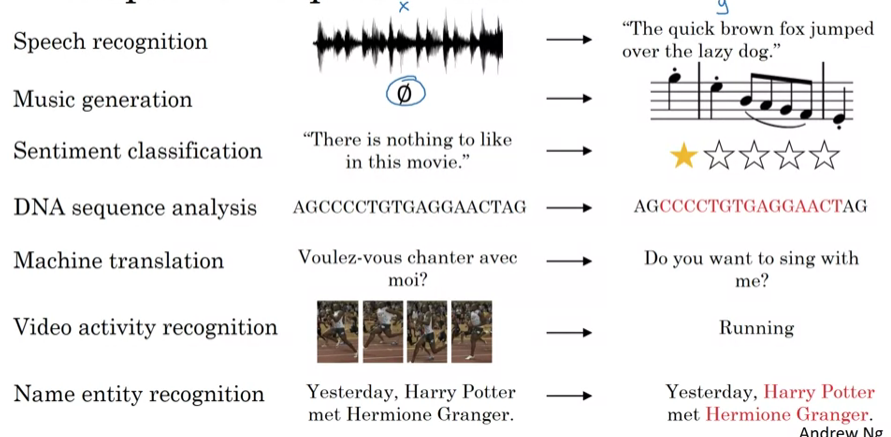 x
y
Speech recognition
“The quick brown fox jumped
over the lazy dog.”
Music generation
∅
Sentiment classification
“There is nothing to like
in this movie.”
DNA sequence analysis
AGCCCCTGTGAGGAACTAG
AGCCCCTGTGAGGAACTAG
Machine translation
Voulez-vous chanter avec
moi?
Do you want to sing with
me?
Video activity recognition
Running
Name entity recognition
Yesterday, Harry Potter
met Hermione Granger.
Yesterday, Harry Potter
met Hermione Granger.
Andrew Ng